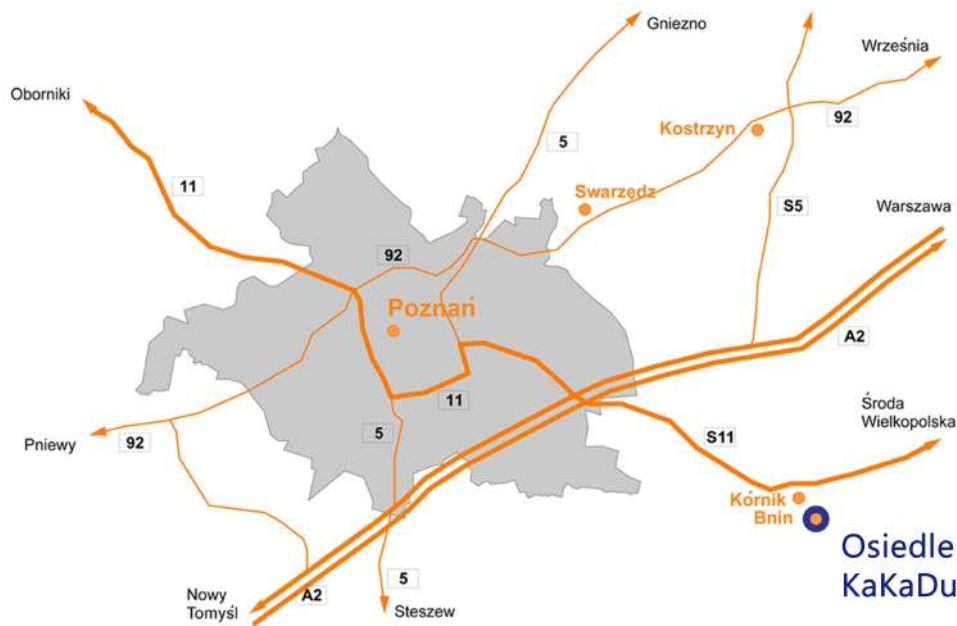 Gniezno
Września
Oborniki
92
Kostrzyn
5
11
Swarzędz
S5
Warszawa
92
Poznań
A2
11
Środa
Wielkopolska
5
S11
Pniewy
92
Kórnik
Bnin
Osiedle
KaKaDu
5
Nowy
Tomyśl
A2
Steszew